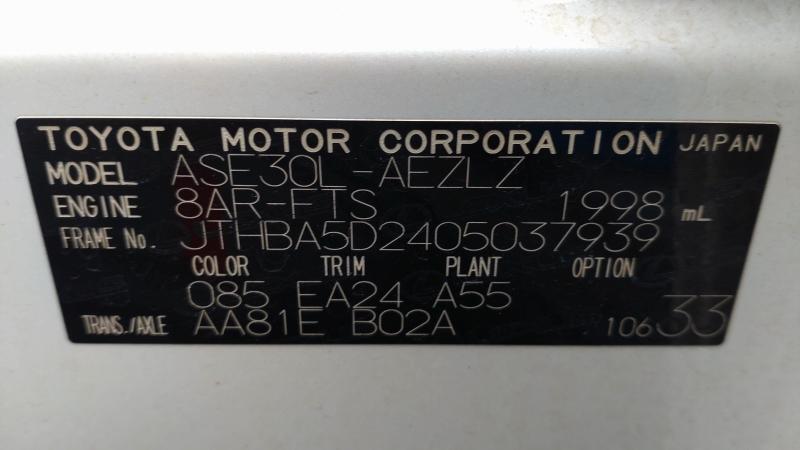 TOYOTA MOTOR CORPORATION JAPAN
MODEL ASE30L-AEZLZ
ENGINE 8AR-FTS 1998 mL
FRAME No. JTHBA5D2405037939
COLOR TRIM PLANT OPTION
085 EA24 A55
TRANS./AXLE AA81E B02A 106 33